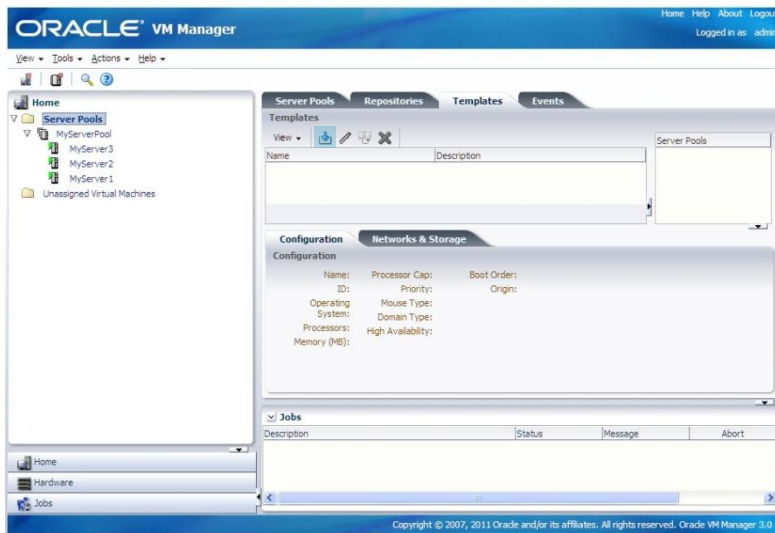 Home Help About Logou
ORACLE VM Manager
Logged in as admi
View Tools Actions Help
Home
Server Pools
MyServerPool
MyServer3
MyServer2
MyServer1
Unassigned Virtual Machines
Server Pools Repositories Templates Events
Templates
View
Name Description
Server Pools
Configuration Networks & Storage
Configuration
Name: Processor Cap: Boot Order:
ID: Priority: Origin:
Operating System: Mouse Type:
Domain Type:
Processors: High Availability:
Memory (MB):
Jobs
Description Status Message Abort
Home
Hardware
Jobs
Copyright © 2007, 2011 Oracle and/or its affiliates. All rights reserved. Oracle VM Manager 3.0